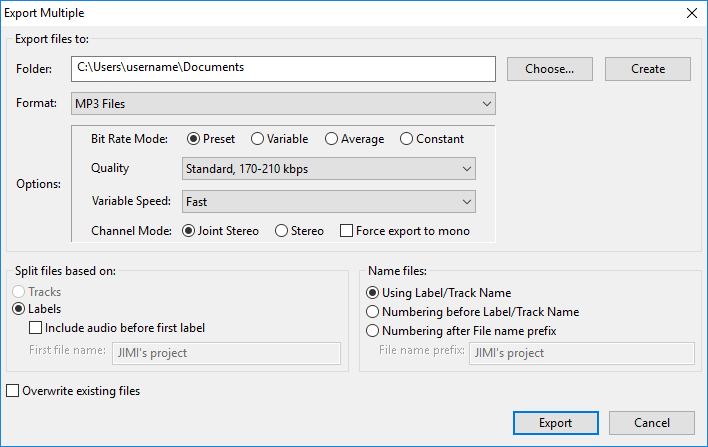 Export Multiple
Export files to:
Folder: C:\Users\username\Documents Choose... Create
Format: MP3 Files
Options:
Bit Rate Mode: Preset Variable Average Constant
Quality Standard, 170-210 kbps
Variable Speed: Fast
Channel Mode: Joint Stereo Stereo Force export to mono
Split files based on:
Tracks
Labels
Include audio before first label
First file name: JIMI's project
Name files:
Using Label/Track Name
Numbering before Label/Track Name
Numbering after File name prefix
File name prefix: JIMI's project
Overwrite existing files
Export Cancel